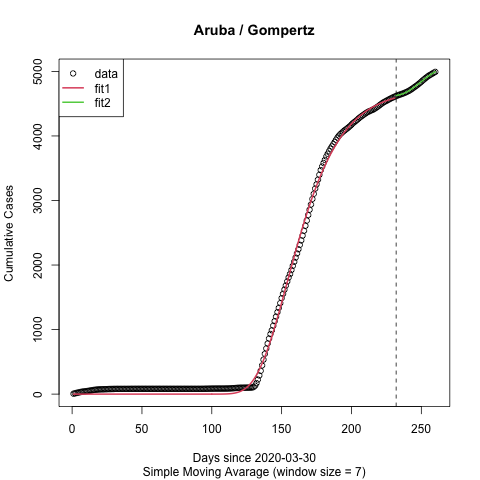 Aruba / Gompertz
data
fit1
fit2
Cumulative Cases
5000
4000
3000
2000
1000
0
0 50 100 150 200 250
Days since 2020-03-30
Simple Moving Avarage (window size = 7)